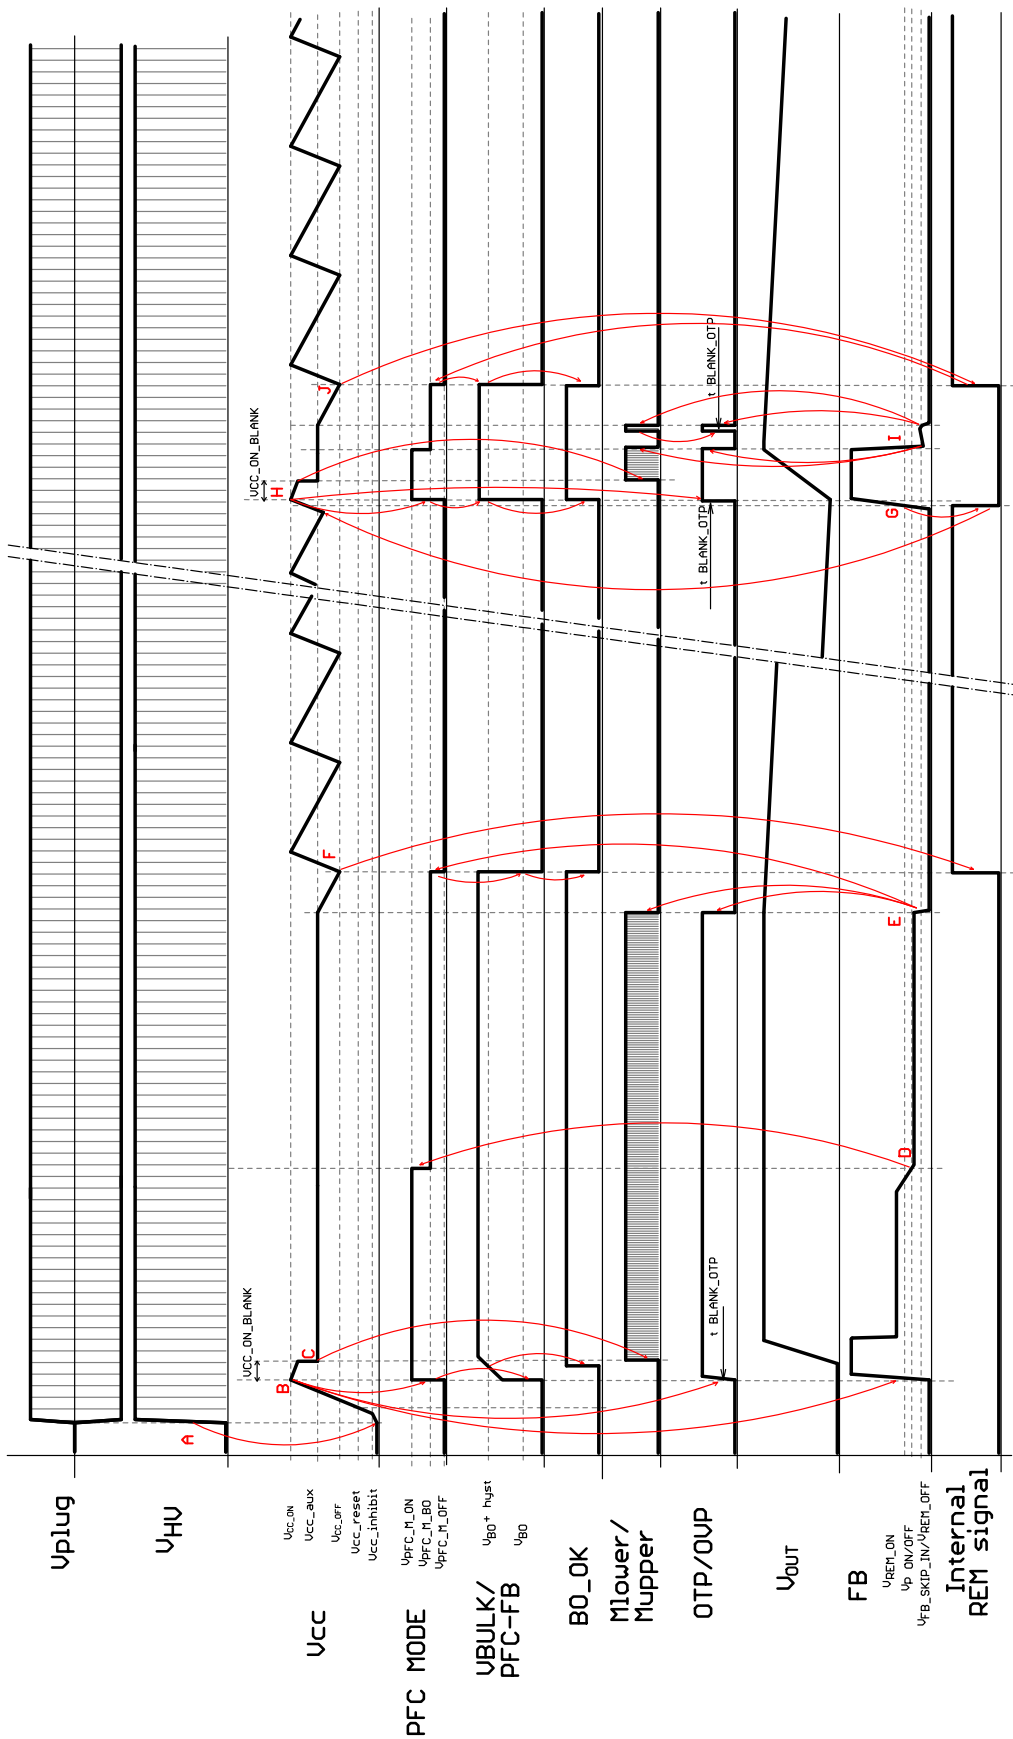 Vplug
VHV
VCC_ON
Vcc_aux
VCC_OFF
Vcc_reset
Vcc_inhibit
Vcc
VPFC_M_ON
VPFC_M_BO
VPFC_M_OFF
PFC MODE
VBO+ hyst
VBO
VBULK/
PFC-FB
BO_OK
Mlower/
Mupper
OTP/OVP
VOUT
FB
VREM_ON
VP ON/OFF
VFB_SKIP_IN/VREM_OFF
Internal
REM signal
A
B
C
D
E
F
G
H
I
J
VCC_ON_BLANK
VCC_ON_BLANK
t BLANK_OTP
t BLANK_OTP
t BLANK_OTP